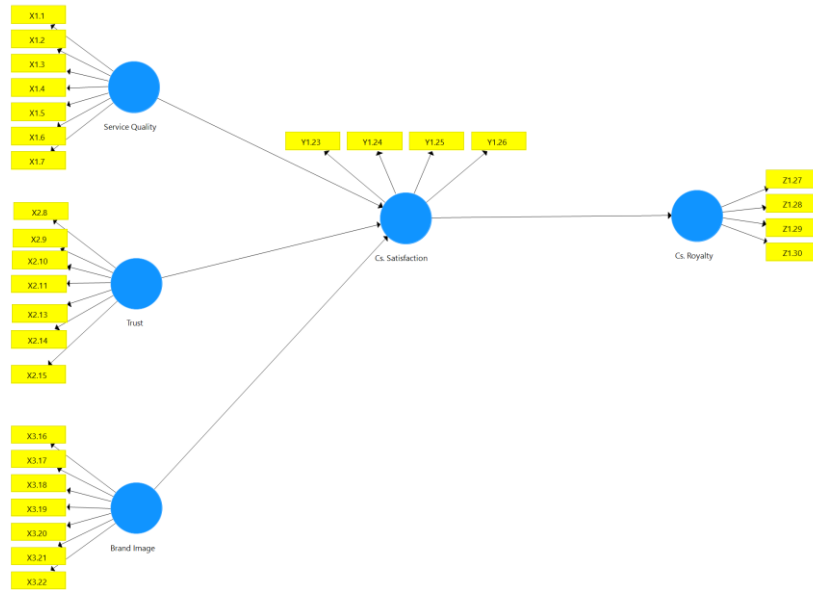 X1.1
X1.2
X1.3
X1.4
X1.5
X1.6
X1.7
Service Quality
Y1.23
Y1.24
Y1.25
Y1.26
Cs. Satisfaction
Z1.27
Z1.28
Z1.29
Z1.30
Cs. Royalty
X2.8
X2.9
X2.10
X2.11
X2.13
X2.14
X2.15
Trust
X3.16
X3.17
X3.18
X3.19
X3.20
X3.21
X3.22
Brand Image